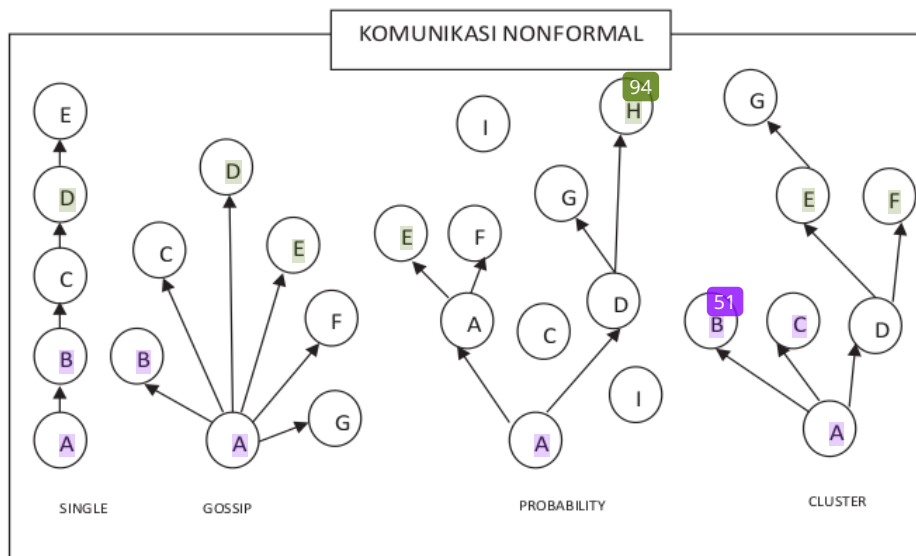 KOMUNIKASI NONFORMAL
E
D
C
B
A
SINGLE
D
C
E
B
F
A
G
GOSSIP
I
94
H
G
E
F
A
C
D
I
A
PROBABILITY
G
E
F
51
B
C
D
A
CLUSTER